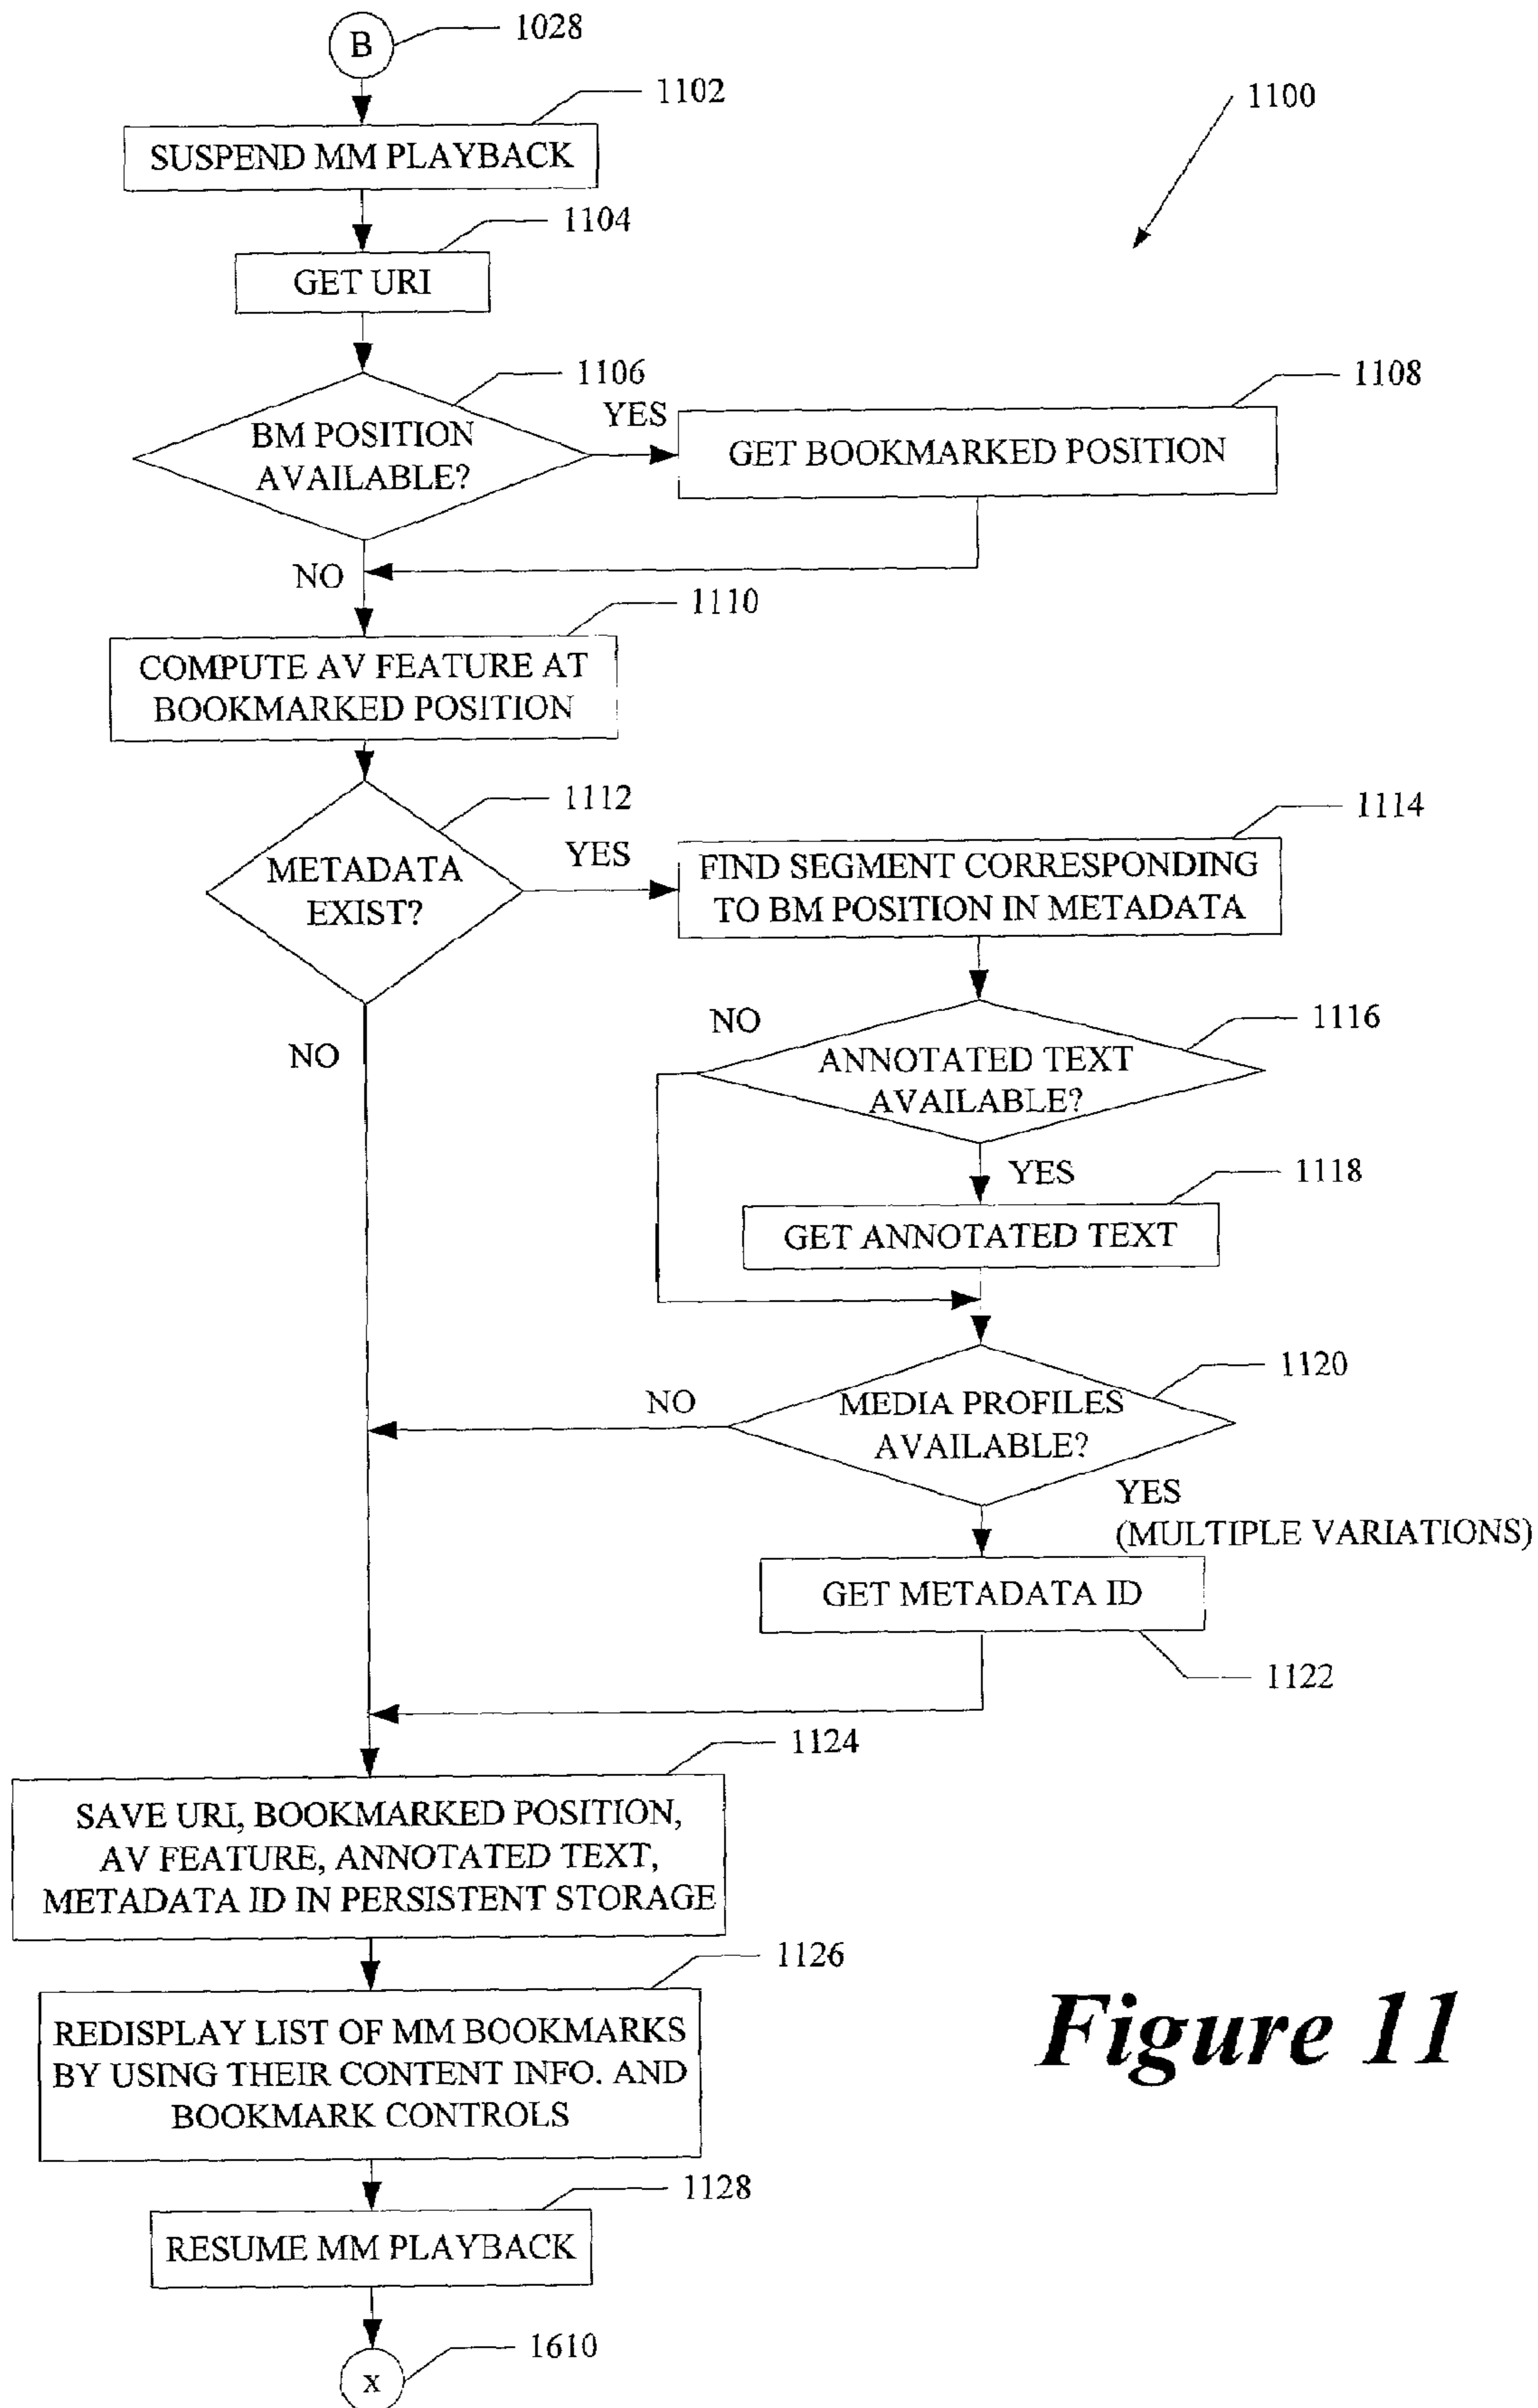 B
1028
1100
1102
SUSPEND MM PLAYBACK
1104
GET URI
1106
BM POSITION
AVAILABLE?
YES
1108
GET BOOKMARKED POSITION
NO
1110
COMPUTE AV FEATURE AT
BOOKMARKED POSITION
1112
METADATA
EXIST?
YES
1114
FIND SEGMENT CORRESPONDING
TO BM POSITION IN METADATA
NO
NO
1116
ANNOTATED TEXT
AVAILABLE?
YES
1118
GET ANNOTATED TEXT
1120
NO
MEDIA PROFILES
AVAILABLE?
YES
(MULTIPLE VARIATIONS)
GET METADATA ID
1122
1124
SAVE URI, BOOKMARKED POSITION,
AV FEATURE, ANNOTATED TEXT,
METADATA ID IN PERSISTENT STORAGE
1126
REDISPLAY LIST OF MM BOOKMARKS
BY USING THEIR CONTENT INFO. AND
BOOKMARK CONTROLS
1128
RESUME MM PLAYBACK
x
1610
Figure 11